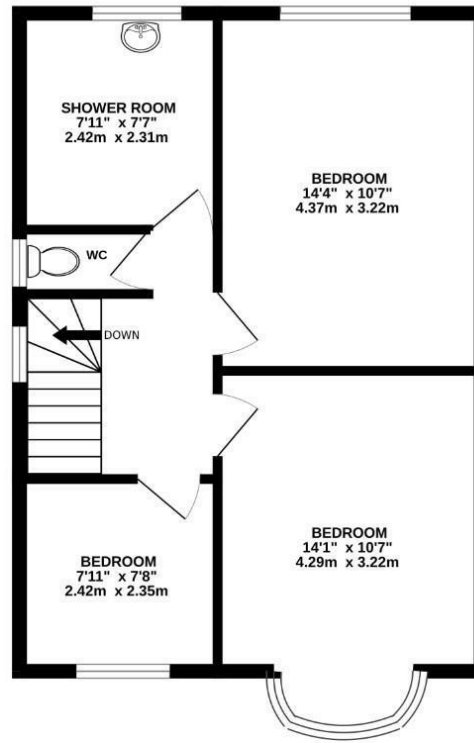 SHOWER ROOM
7'11" x 7'7"
2.42m x 2.31m
BEDROOM
14'4" x 10'7"
4.37m x 3.22m
WC
DOWN
BEDROOM
14'1" x 10'7"
4.29m x 3.22m
BEDROOM
7'11" x 7'8"
2.42m x 2.35m